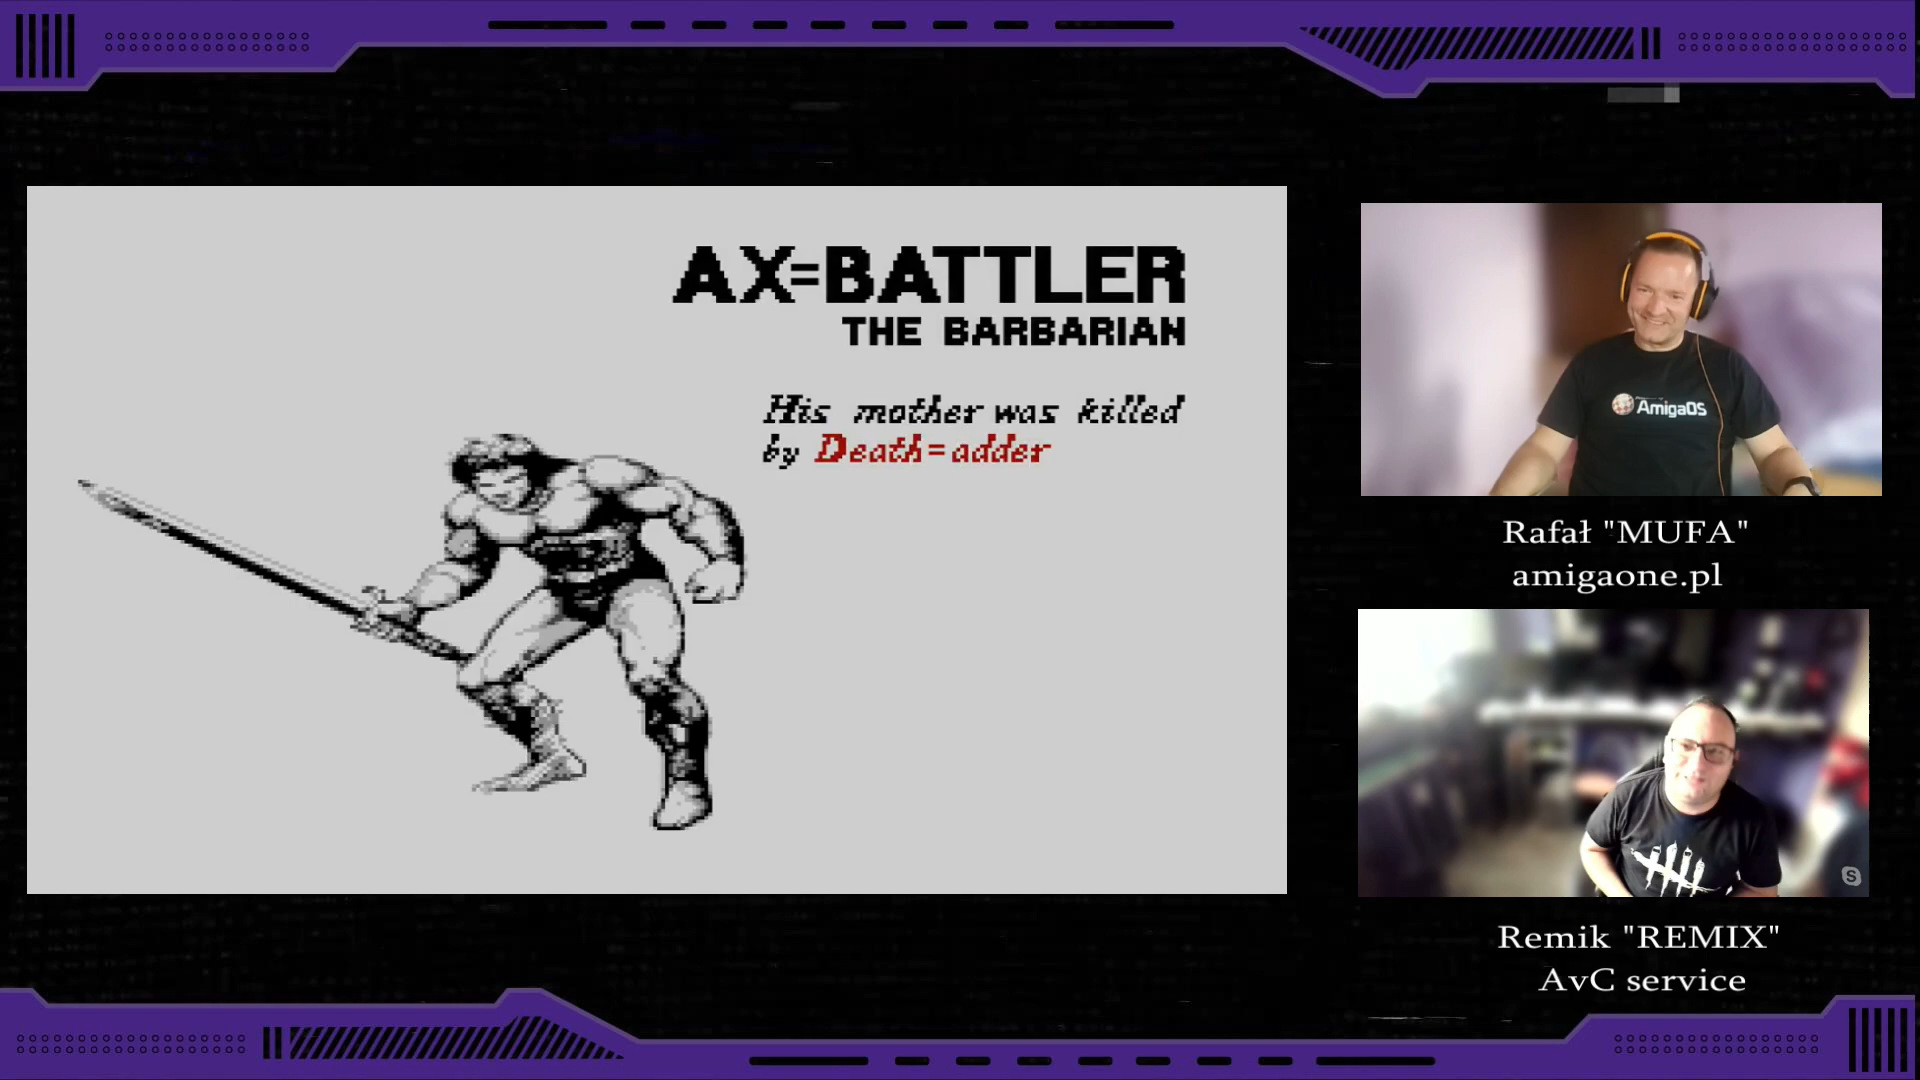 AX=BATTLER
THE BARBARIAN
His mother was killed
by Death=adder
AmigaOS
Rafał "MUFA"
amigaone.pl
S
Remik "REMIX"
AvC service